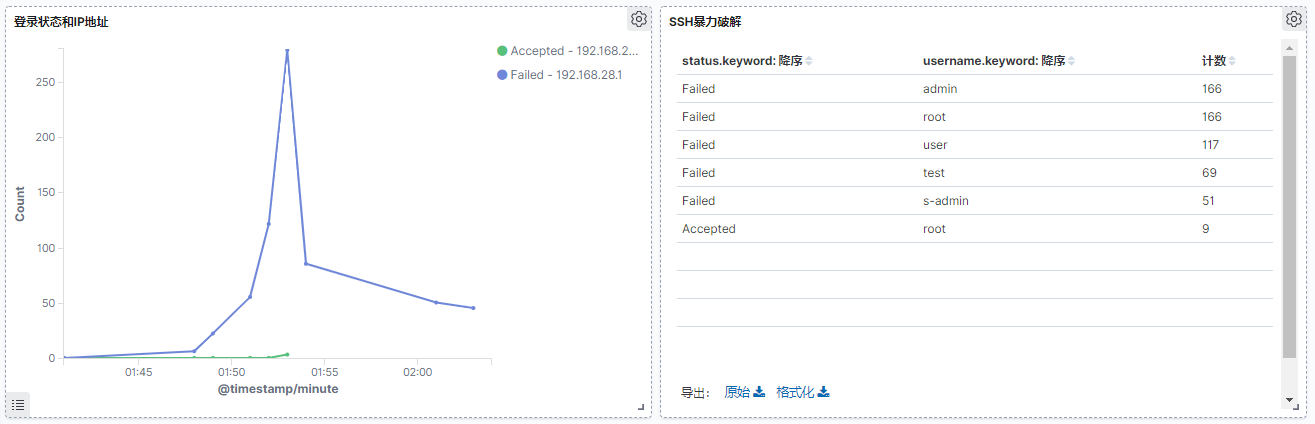 登录状态和IP地址
250
200
150
100
50
0
Count
01:45
01:50
01:55
02:00
@timestamp/minute
Accepted - 192.168.2...
Failed - 192.168.28.1
SSH暴力破解
status.keyword: 降序 username.keyword: 降序 计数
Failed admin 166
Failed root 166
Failed user 117
Failed test 69
Failed s-admin 51
Accepted root 9
导出： 原始 格式化